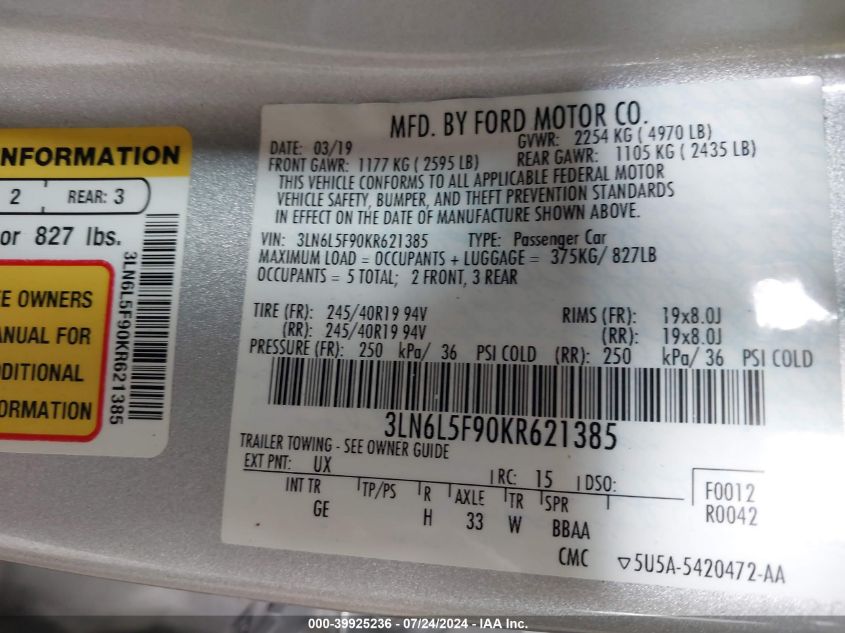 NFORMATION
2 REAR: 3
or 827 lbs.
EE OWNERS
ANUAL FOR
DDITIONAL
FORMATION
3LN6L5F90KR621385
MFD. BY FORD MOTOR CO.
DATE: 03/19 GVWR: 2254 KG ( 4970 LB)
FRONT GAWR: 1177 KG ( 2595 LB) REAR GAWR: 1105 KG ( 2435 LB)
THIS VEHICLE CONFORMS TO ALL APPLICABLE FEDERAL MOTOR
VEHICLE SAFETY, BUMPER, AND THEFT PREVENTION STANDARDS
IN EFFECT ON THE DATE OF MANUFACTURE SHOWN ABOVE.
VIN: 3LN6L5F90KR621385 TYPE: Passenger Car
MAXIMUM LOAD = OCCUPANTS + LUGGAGE = 375KG/ 827LB
OCCUPANTS = 5 TOTAL; 2 FRONT, 3 REAR
TIRE (FR): 245/40R19 94V RIMS (FR): 19x8.0J
(RR): 245/40R19 94V (RR): 19x8.0J
PRESSURE (FR): 250 kPa/ 36 PSI COLD (RR): 250 kPa/ 36 PSI COLD
3LN6L5F90KR621385
TRAILER TOWING - SEE OWNER GUIDE
EXT PNT: UX RC: 15 DSO:
INT TR TP/PS R AXLE TR SPR
GE H 33 W BBAA
F0012
R0042
CMC ▽5U5A-5420472-AA
000-39925236 - 07/24/2024 - IAA Inc.